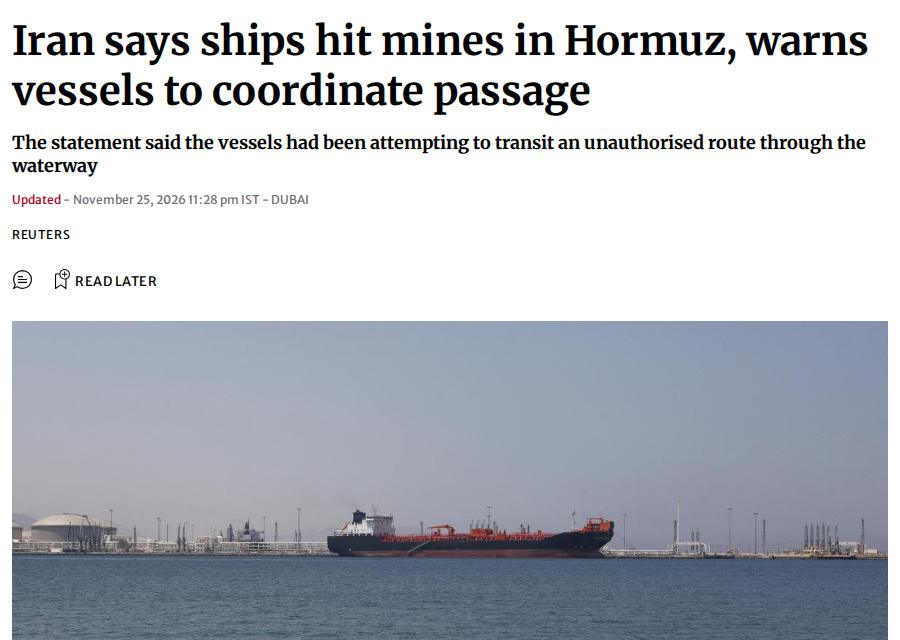 Iran says ships hit mines in Hormuz, warns
vessels to coordinate passage
The statement said the vessels had been attempting to transit an unauthorised route through the
waterway
Updated - November 25, 2026 11:28 pm IST - DUBAI
REUTERS
READ LATER